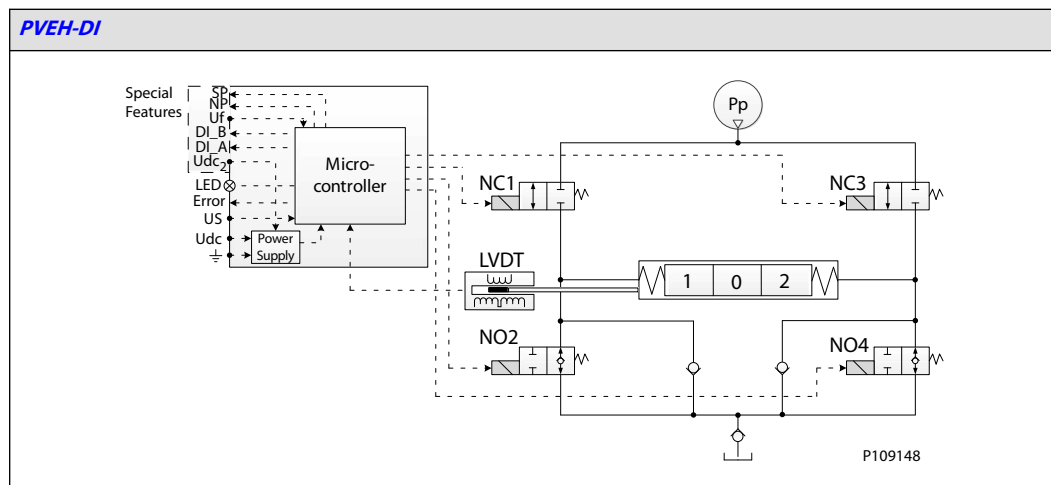 PVEH-DI
Special
Features
SP
NP
Uf
DI_B
DI_A
Udc2
LED
Error
US
Udc
Power
Supply
Micro-
controller
Pp
NC1
NC3
LVDT
1 0 2
NO2
NO4
P109148